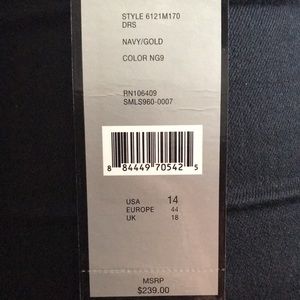 STYLE 6121M170
DRS
NAVY/GOLD
COLOR NG9
RN106409
SMLS960-0007
8 84449 70542 5
USA 14
EUROPE 44
UK 18
MSRP
$239.00